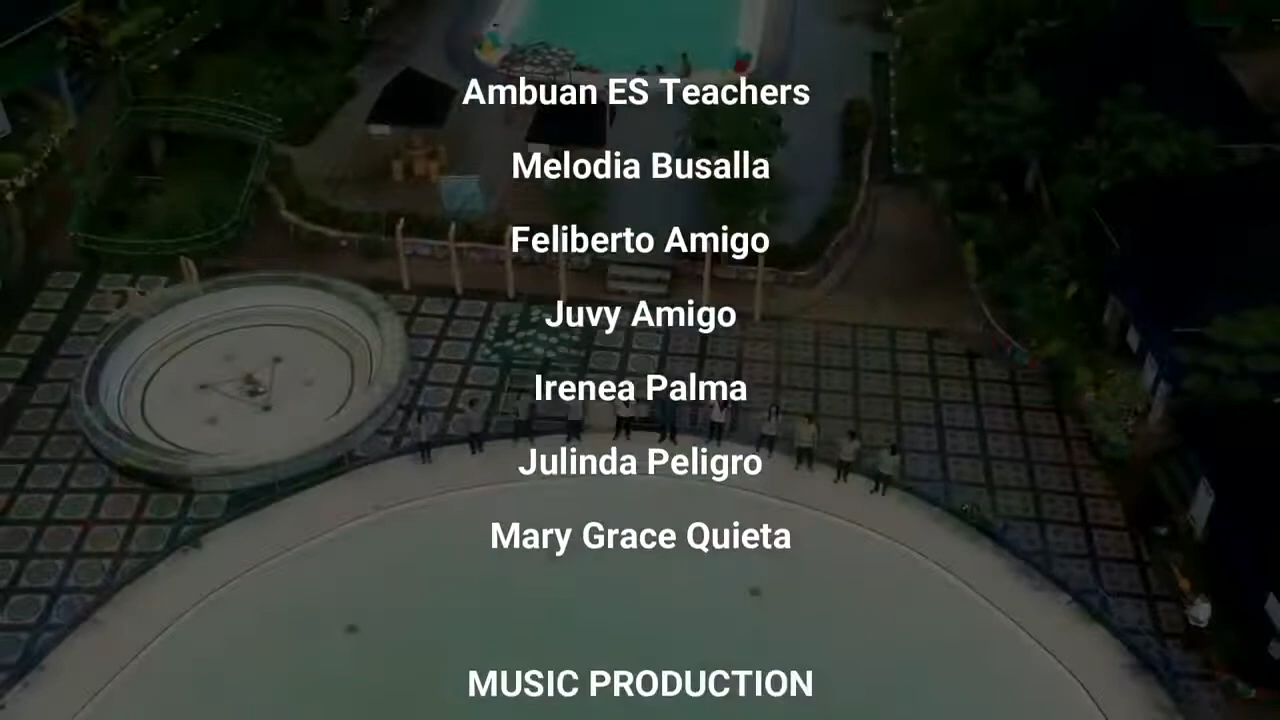 Ambuan ES Teachers
Melodia Busalla
Feliberto Amigo
Juvy Amigo
Irenea Palma
Julinda Peligro
Mary Grace Quieta
MUSIC PRODUCTION